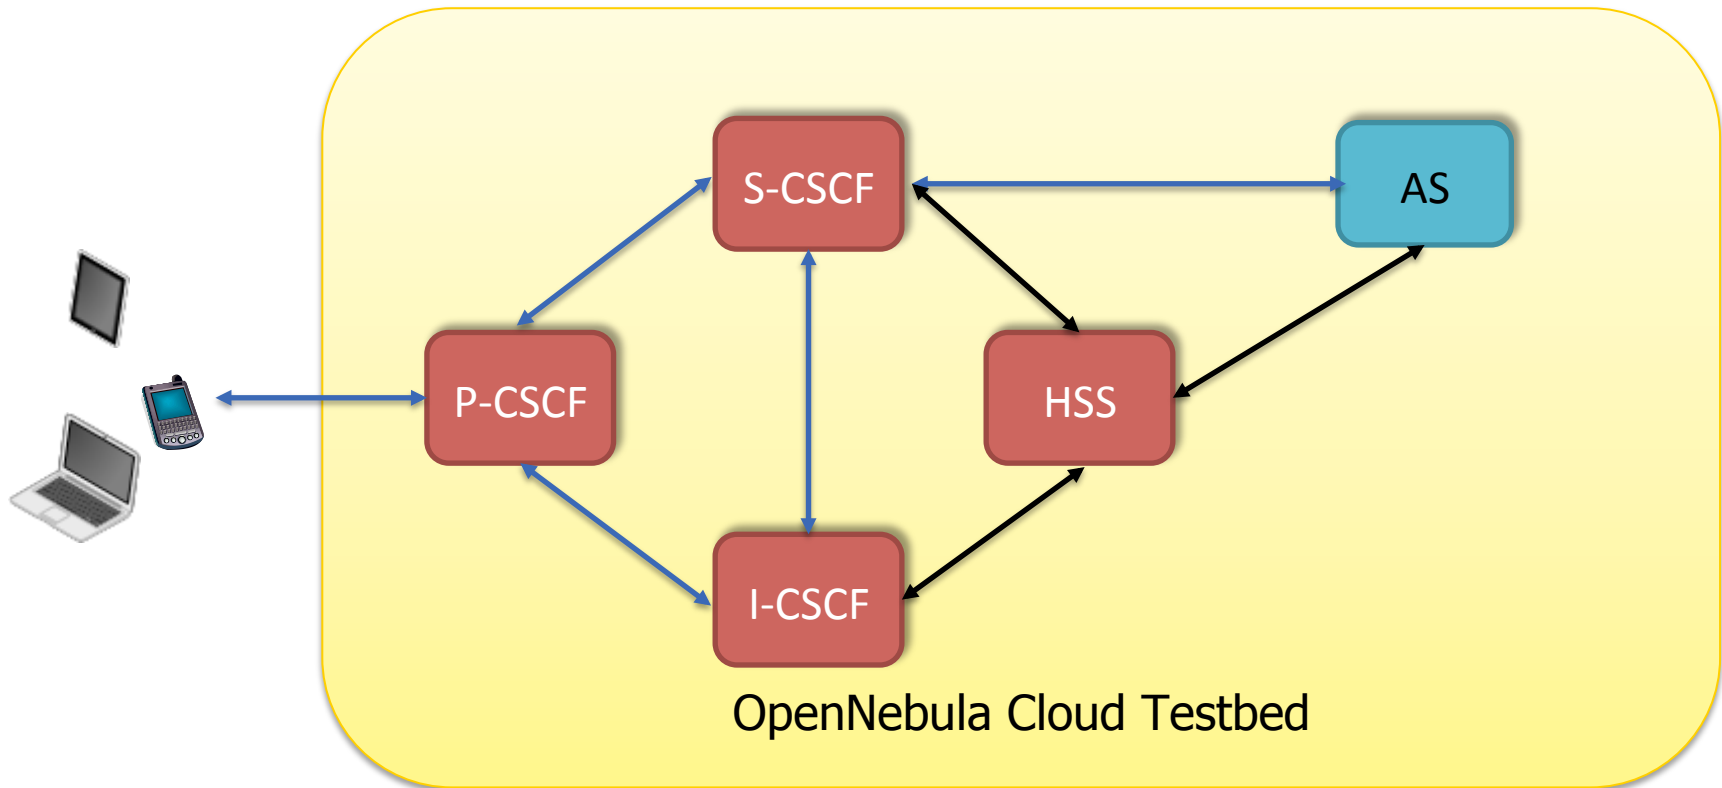 S-CSCF
AS
P-CSCF
HSS
I-CSCF
OpenNebula Cloud Testbed